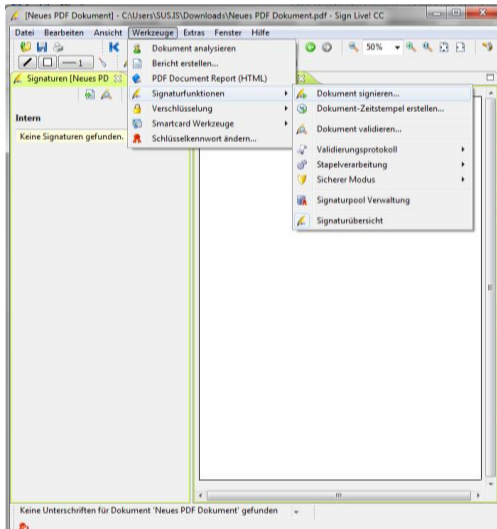 [Neues PDF Dokument] - C:\Users\SUSJS\Downloads\Neues PDF Dokument.pdf - Sign Live! CC
Datei Bearbeiten Ansicht Werkzeuge Extras Fenster Hilfe
50%
1
Dokument analysieren
Bericht erstellen...
PDF Document Report (HTML)
Signaturfunktionen
Verschlüsselung
Smartcard Werkzeuge
Schlüsselkennwort ändern...
Signaturen [Neues PD
Intern
Keine Signaturen gefunden.
Dokument signieren...
Dokument-Zeitstempel erstellen...
Dokument validieren...
Validierungsprotokoll
Stapelverarbeitung
Sicherer Modus
Signaturpool Verwaltung
Signaturübersicht
Keine Unterschriften für Dokument 'Neues PDF Dokument' gefunden